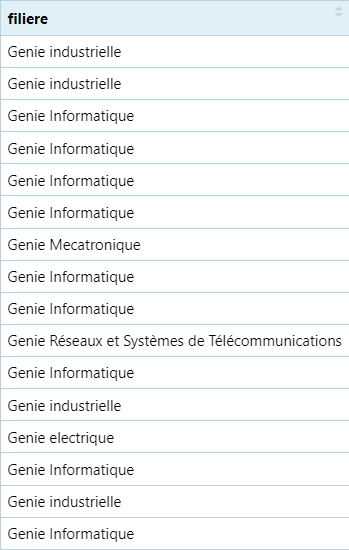 filiere
Genie industrielle
Genie industrielle
Genie Informatique
Genie Informatique
Genie Informatique
Genie Informatique
Genie Mecatronique
Genie Informatique
Genie Informatique
Genie Réseaux et Systèmes de Télécommunications
Genie Informatique
Genie industrielle
Genie electrique
Genie Informatique
Genie industrielle
Genie Informatique